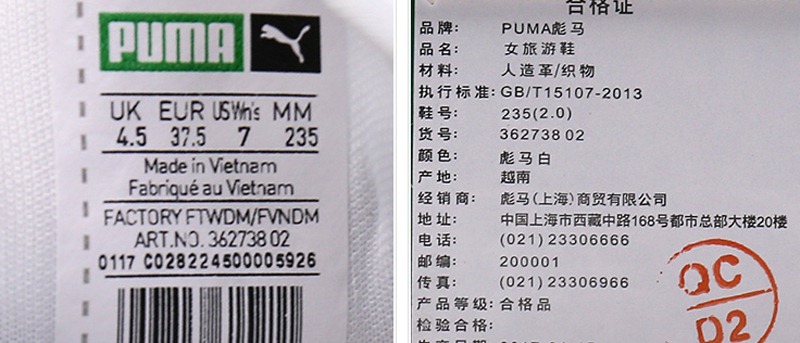 PUMA
UK EUR USWn's MM
4.5 37.5 7 235
Made in Vietnam
Fabriqué au Vietnam
FACTORY FTWDM/FVNDM
ART.NO. 362738 02
0117 C028224500005926
合格证
品牌: PUMA彪马
品名: 女旅游鞋
材料: 人造革/织物
执行标准: GB/T15107-2013
鞋号: 235(2.0)
货号: 362738 02
颜色: 彪马白
产地: 越南
经销商: 彪马(上海)商贸有限公司
地址: 中国上海市西藏中路168号都市总部大楼20楼
电话: (021) 23306666
邮编: 200001
传真: (021) 23306966
产品等级: 合格品
检验合格:
QC
D2